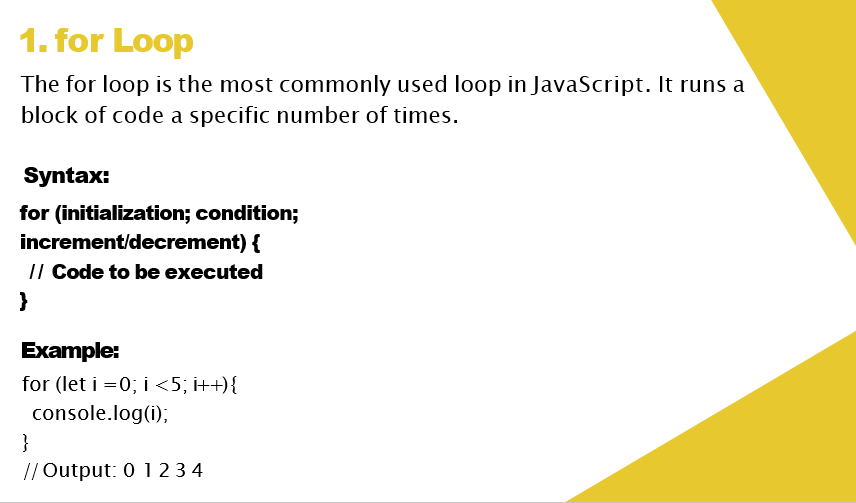 1. for Loop
The for loop is the most commonly used loop in JavaScript. It runs a
block of code a specific number of times.
Syntax:
for (initialization; condition;
increment/decrement) {
// Code to be executed
}
Example:
for (let i =0; i <5; i++){
console.log(i);
}
// Output: 0 1 2 3 4